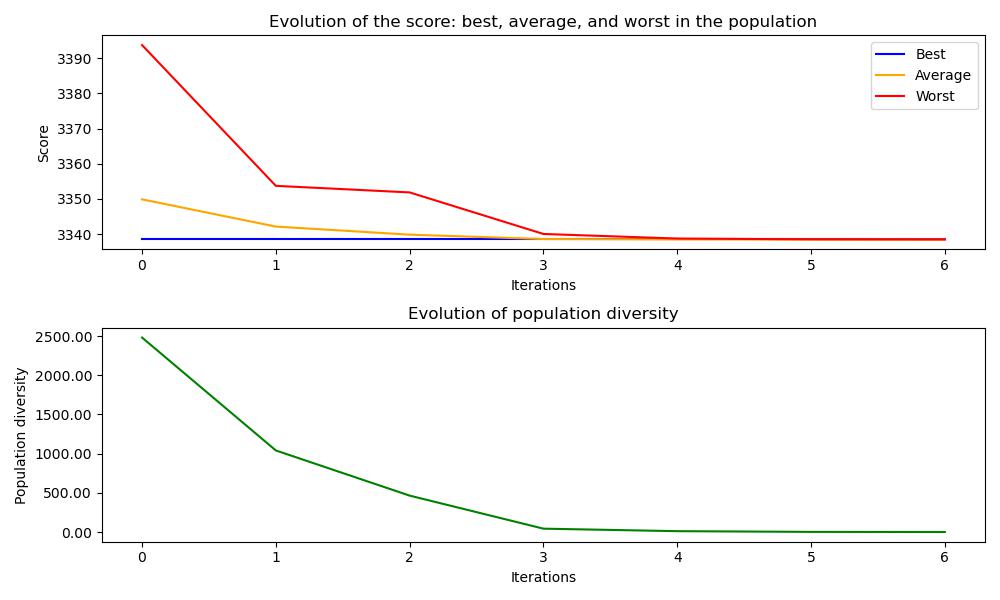 Evolution of the score: best, average, and worst in the population
Score
3390
3380
3370
3360
3350
3340
Best
Average
Worst
0 1 2 3 4 5 6
Iterations
Evolution of population diversity
Population diversity
2500.00
2000.00
1500.00
1000.00
500.00
0.00
0 1 2 3 4 5 6
Iterations